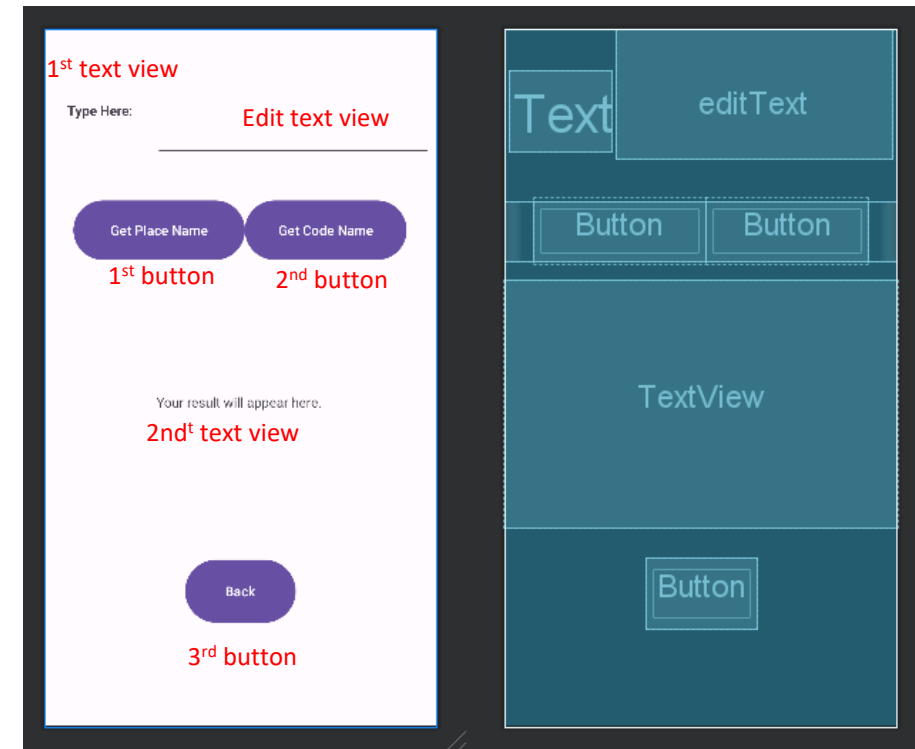 1st text view
Type Here:
Edit text view
Get Place Name
Get Code Name
1st button
2nd button
Your result will appear here.
2ndt text view
Back
3rd button
Text
editText
Button
Button
TextView
Button